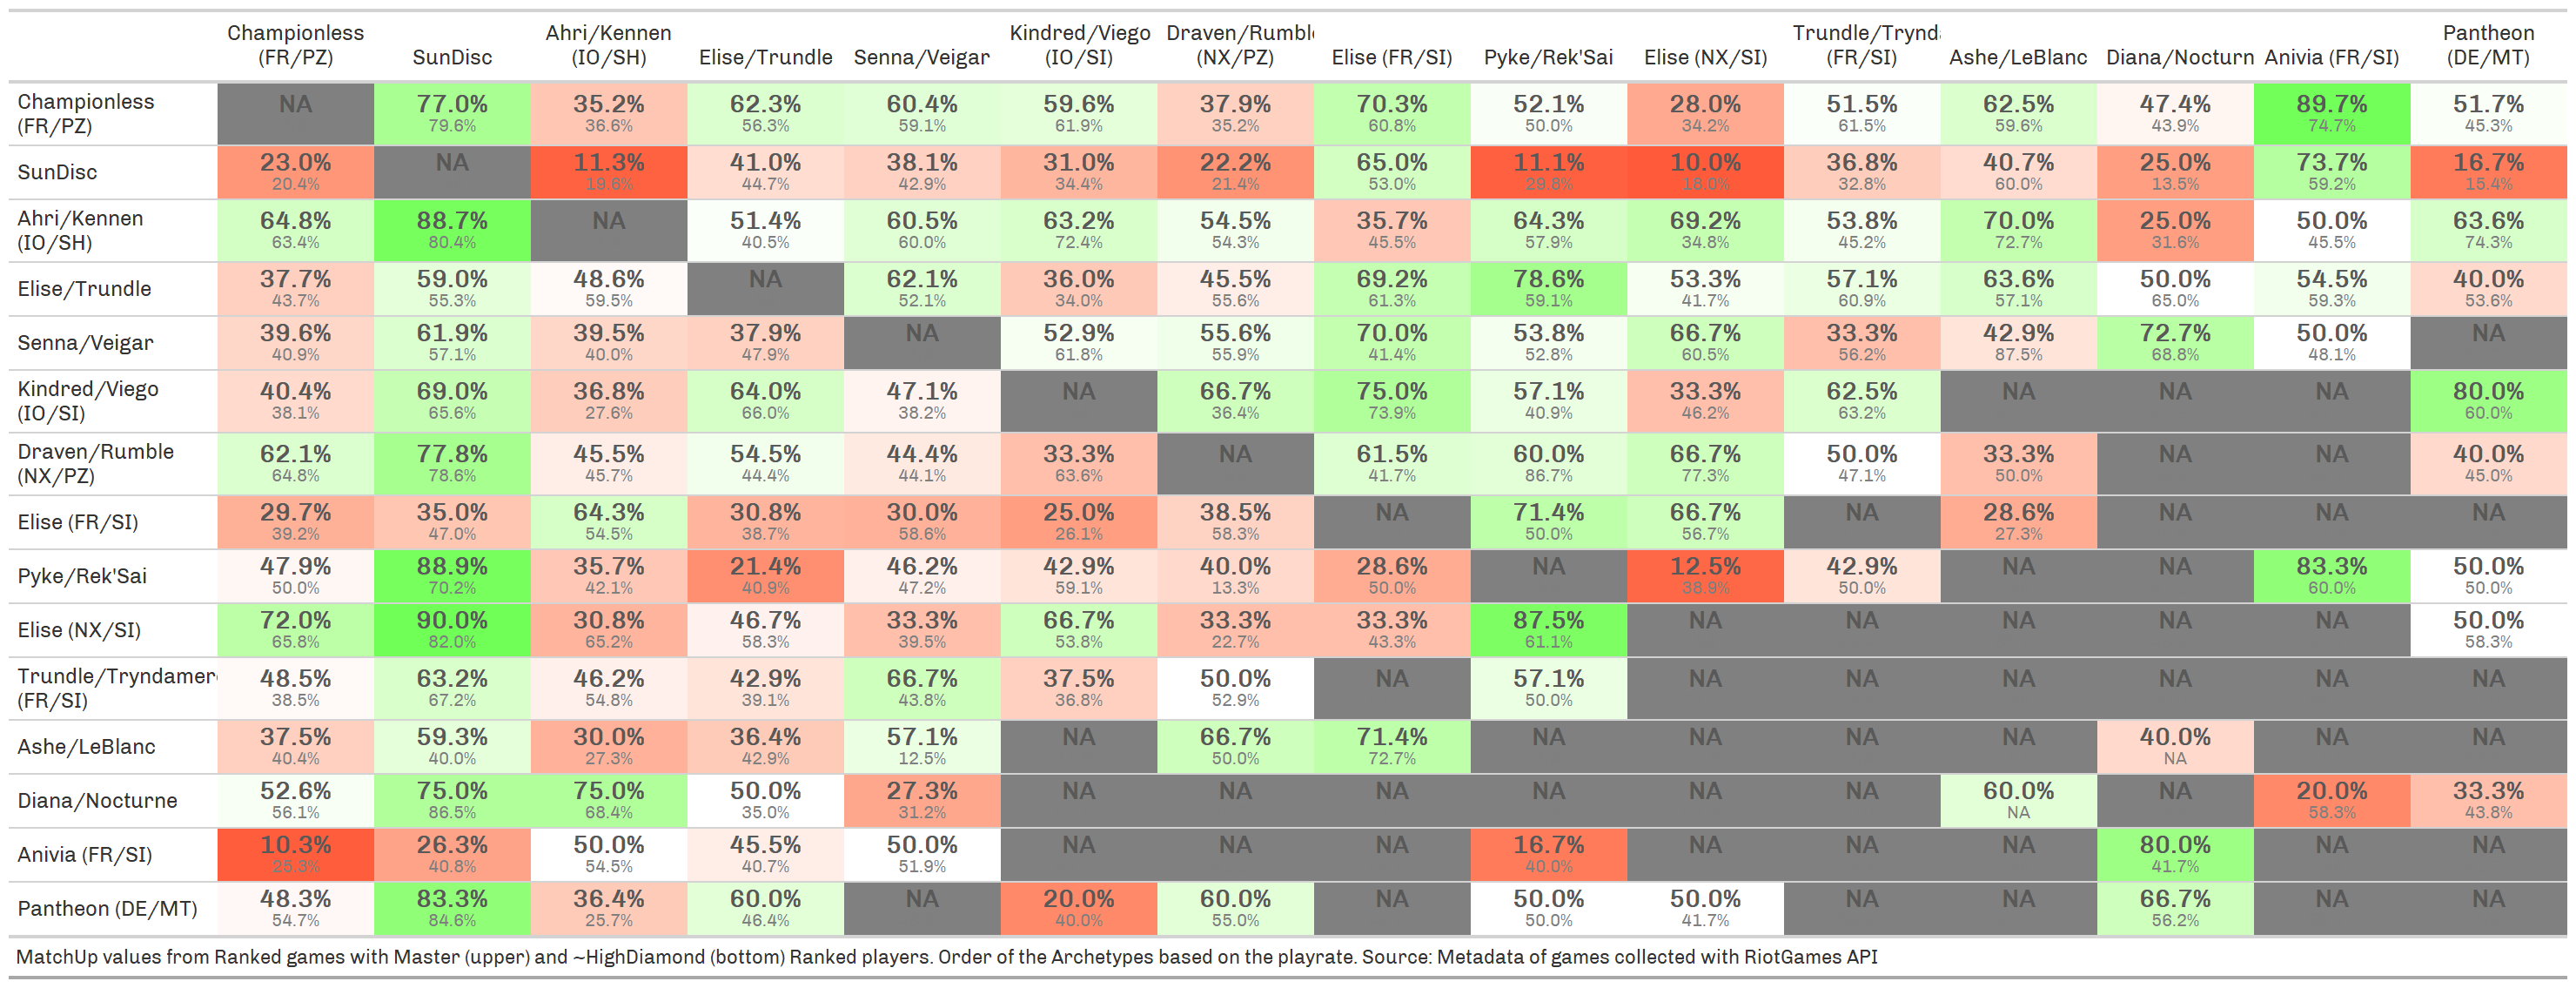 Championless (FR/PZ) SunDisc Ahri/Kennen (IO/SH) Elise/Trundle Senna/Veigar Kindred/Viego (IO/SI) Draven/Rumbl (NX/PZ) Elise (FR/SI) Pyke/Rek'Sai Elise (NX/SI) Trundle/Trynd (FR/SI) Ashe/LeBlanc Diana/Nocturn Anivia (FR/SI) Pantheon (DE/MT)
Championless (FR/PZ) NA 77.0% 35.2% 62.3% 60.4% 59.6% 37.9% 70.3% 52.1% 28.0% 51.5% 62.5% 47.4% 89.7% 51.7%
79.6% 36.6% 56.3% 59.1% 61.9% 35.2% 60.8% 50.0% 34.2% 61.5% 59.6% 43.9% 74.7% 45.3%
SunDisc 23.0% NA 11.3% 41.0% 38.1% 31.0% 22.2% 65.0% 11.1% 10.0% 36.8% 40.7% 25.0% 73.7% 16.7%
20.4% 19.6% 44.7% 42.9% 34.4% 21.4% 53.0% 29.8% 18.0% 32.8% 60.0% 13.5% 59.2% 15.4%
Ahri/Kennen (IO/SH) 64.8% 88.7% NA 51.4% 60.5% 63.2% 54.5% 35.7% 64.3% 69.2% 53.8% 70.0% 25.0% 50.0% 63.6%
63.4% 80.4% 40.5% 60.0% 72.4% 54.3% 45.5% 57.9% 34.8% 45.2% 72.7% 31.6% 45.5% 74.3%
Elise/Trundle 37.7% 59.0% 48.6% NA 62.1% 36.0% 45.5% 69.2% 78.6% 53.3% 57.1% 63.6% 50.0% 54.5% 40.0%
43.7% 55.3% 59.5% 52.1% 34.0% 55.6% 61.3% 59.1% 41.7% 60.9% 57.1% 65.0% 59.3% 53.6%
Senna/Veigar 39.6% 61.9% 39.5% 37.9% NA 52.9% 55.6% 70.0% 53.8% 66.7% 33.3% 42.9% 72.7% 50.0% NA
40.9% 57.1% 40.0% 47.9% 61.8% 55.9% 41.4% 52.8% 60.5% 56.2% 87.5% 68.8% 48.1%
Kindred/Viego (IO/SI) 40.4% 69.0% 36.8% 64.0% 47.1% NA 66.7% 75.0% 57.1% 33.3% 62.5% NA NA NA 80.0%
38.1% 65.6% 27.6% 66.0% 38.2% 36.4% 73.9% 40.9% 46.2% 63.2% 60.0%
Draven/Rumble (NX/PZ) 62.1% 77.8% 45.5% 54.5% 44.4% 33.3% NA 61.5% 60.0% 66.7% 50.0% 33.3% NA NA 40.0%
64.8% 78.6% 45.7% 44.4% 44.1% 63.6% 41.7% 86.7% 77.3% 47.1% 50.0% 45.0%
Elise (FR/SI) 29.7% 35.0% 64.3% 30.8% 30.0% 25.0% 38.5% NA 71.4% 66.7% NA 28.6% NA NA NA
39.2% 47.0% 54.5% 38.7% 58.6% 26.1% 58.3% 50.0% 56.7% 27.3%
Pyke/Rek'Sai 47.9% 88.9% 35.7% 21.4% 46.2% 42.9% 40.0% 28.6% NA 12.5% 42.9% NA NA 83.3% 50.0%
50.0% 70.2% 42.1% 40.9% 47.2% 59.1% 13.3% 50.0% 38.9% 50.0% 60.0% 50.0%
Elise (NX/SI) 72.0% 90.0% 30.8% 46.7% 33.3% 66.7% 33.3% 33.3% 87.5% NA NA NA NA NA 50.0%
65.8% 82.0% 65.2% 58.3% 39.5% 53.8% 22.7% 43.3% 61.1% 58.3%
Trundle/Tryndamer (FR/SI) 48.5% 63.2% 46.2% 42.9% 66.7% 37.5% 50.0% NA 57.1% NA NA NA NA NA NA
38.5% 67.2% 54.8% 39.1% 43.8% 36.8% 52.9% 50.0%
Ashe/LeBlanc 37.5% 59.3% 30.0% 36.4% 57.1% NA 66.7% 71.4% NA NA NA NA 40.0% NA NA
40.4% 40.0% 27.3% 42.9% 12.5% 50.0% 72.7% NA
Diana/Nocturne 52.6% 75.0% 75.0% 50.0% 27.3% NA NA NA NA NA NA 60.0% NA 20.0% 33.3%
56.1% 86.5% 68.4% 35.0% 31.2% NA 58.3% 43.8%
Anivia (FR/SI) 10.3% 26.3% 50.0% 45.5% 50.0% NA NA NA 16.7% NA NA NA 80.0% NA NA
25.3% 40.8% 54.5% 40.7% 51.9% 40.0% 41.7%
Pantheon (DE/MT) 48.3% 83.3% 36.4% 60.0% NA 20.0% 60.0% NA 50.0% 50.0% NA NA 66.7% NA NA
54.7% 84.6% 25.7% 46.4% 40.0% 55.0% 50.0% 41.7% 56.2%
MatchUp values from Ranked games with Master (upper) and ~HighDiamond (bottom) Ranked players. Order of the Archetypes based on the playrate. Source: Metadata of games collected with RiotGames API